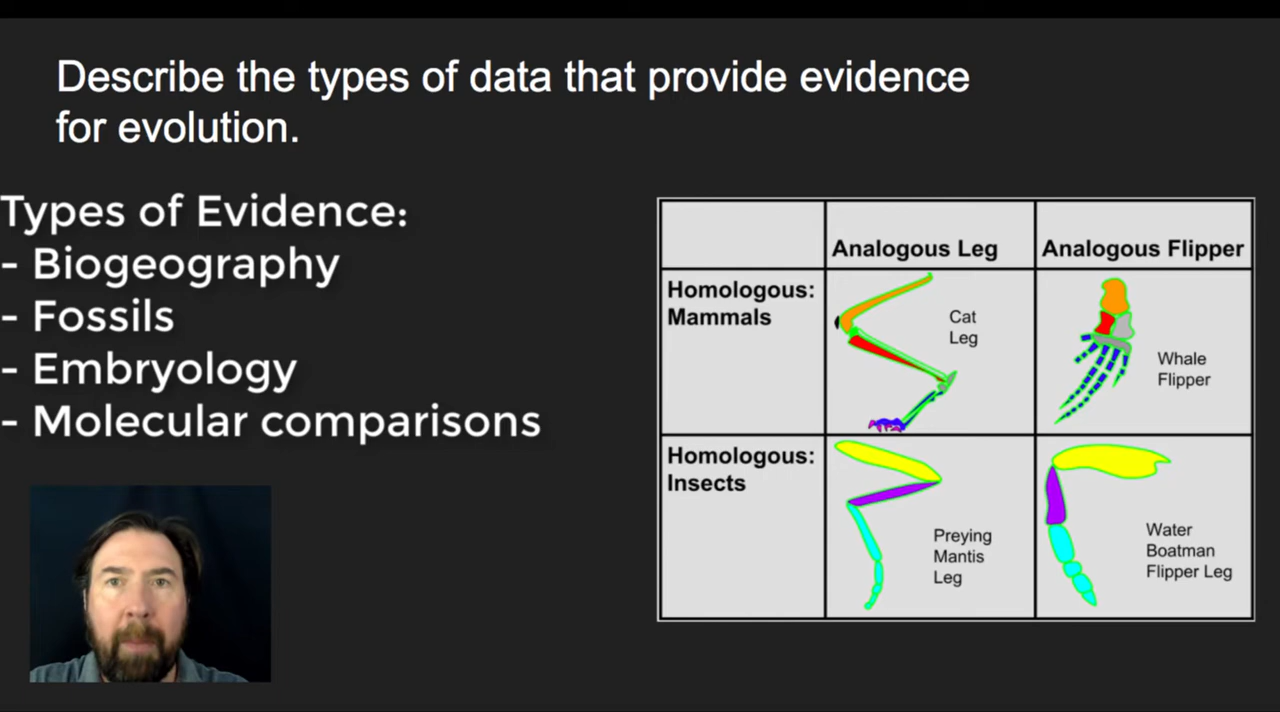 Describe the types of data that provide evidence
for evolution.
Types of Evidence:
- Biogeography
- Fossils
- Embryology
- Molecular comparisons
Analogous Leg
Analogous Flipper
Homologous:
Mammals
Cat
Leg
Whale
Flipper
Homologous:
Insects
Preying
Mantis
Leg
Water
Boatman
Flipper Leg